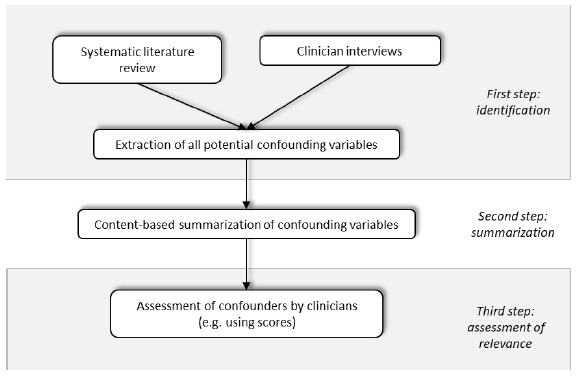 Systematic literature
review
Clinician interviews
First step:
identification
Extraction of all potential confounding variables
Content-based summarization of confounding variables
Second step:
summarization
Assessment of confounders by clinicians
(e.g. using scores)
Third step:
assessment of
relevance